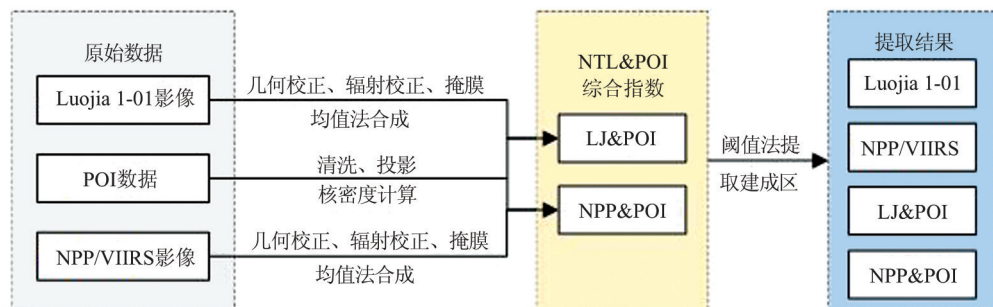 原始数据
Luojia 1-01影像
POI数据
NPP/VIIRS影像
几何校正、辐射校正、掩膜
均值法合成
清洗、投影
核密度计算
几何校正、辐射校正、掩膜
均值法合成
NTL&POI
综合指数
LJ&POI
NPP&POI
阈值法提
取建成区
提取结果
Luojia 1-01
NPP/VIIRS
LJ&POI
NPP&POI